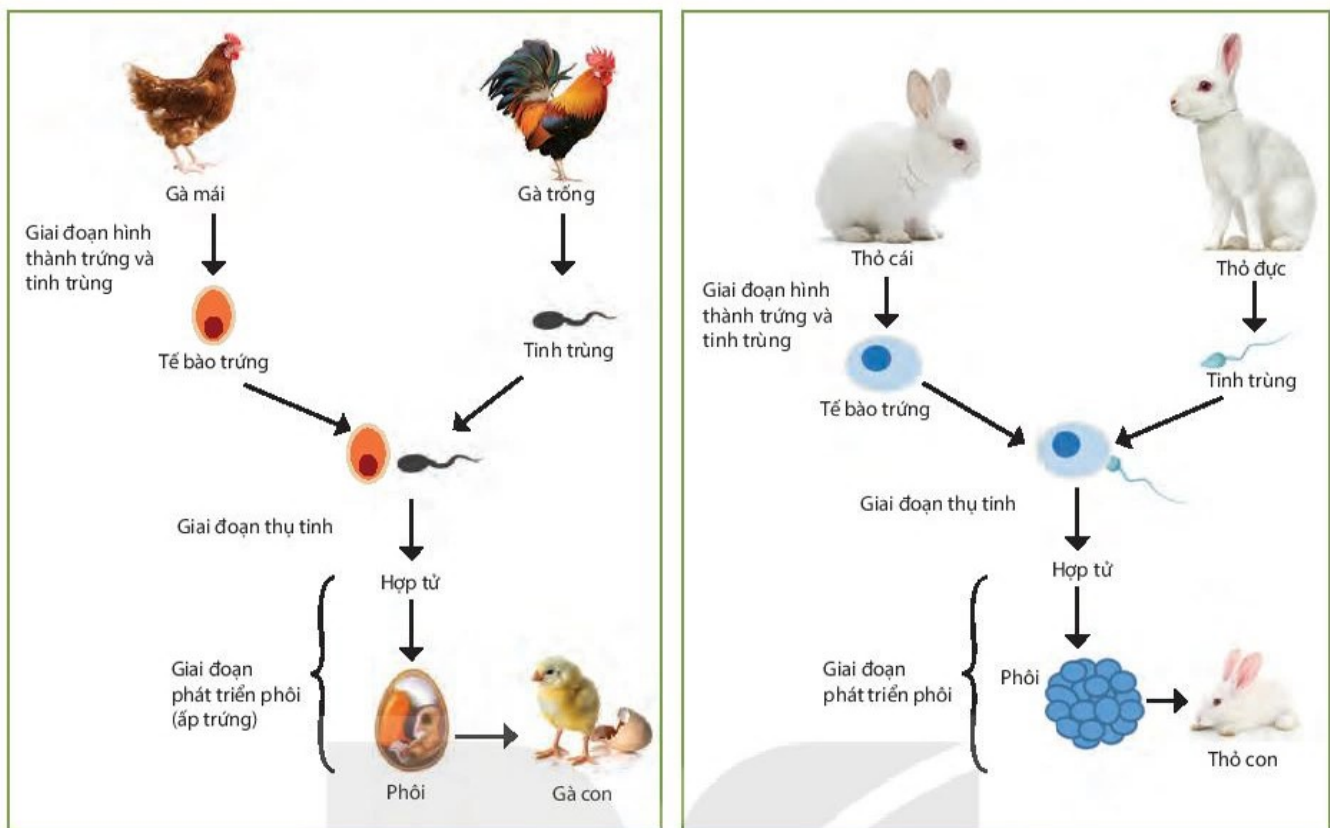 Gà mái
Gà trống
Giai đoạn hình
thành trứng và
tinh trùng
Tế bào trứng
Tinh trùng
Giai đoạn thụ tinh
Hợp tử
Giai đoạn
phát triển phôi
(ấp trứng)
Phôi
Gà con
Thỏ cái
Thỏ đực
Giai đoạn hình
thành trứng và
tinh trùng
Tế bào trứng
Tinh trùng
Giai đoạn thụ tinh
Hợp tử
Giai đoạn
phát triển phôi
Phôi
Thỏ con